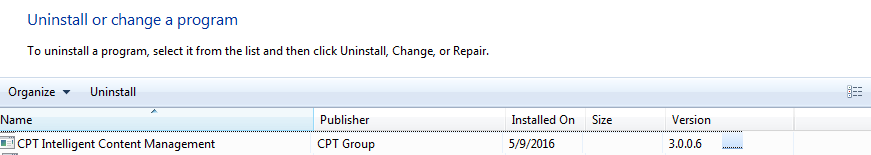 Uninstall or change a program
To uninstall a program, select it from the list and then click Uninstall, Change, or Repair.
Organize Uninstall
Name Publisher Installed On Size Version
CPT Intelligent Content Management CPT Group 5/9/2016 3.0.0.6